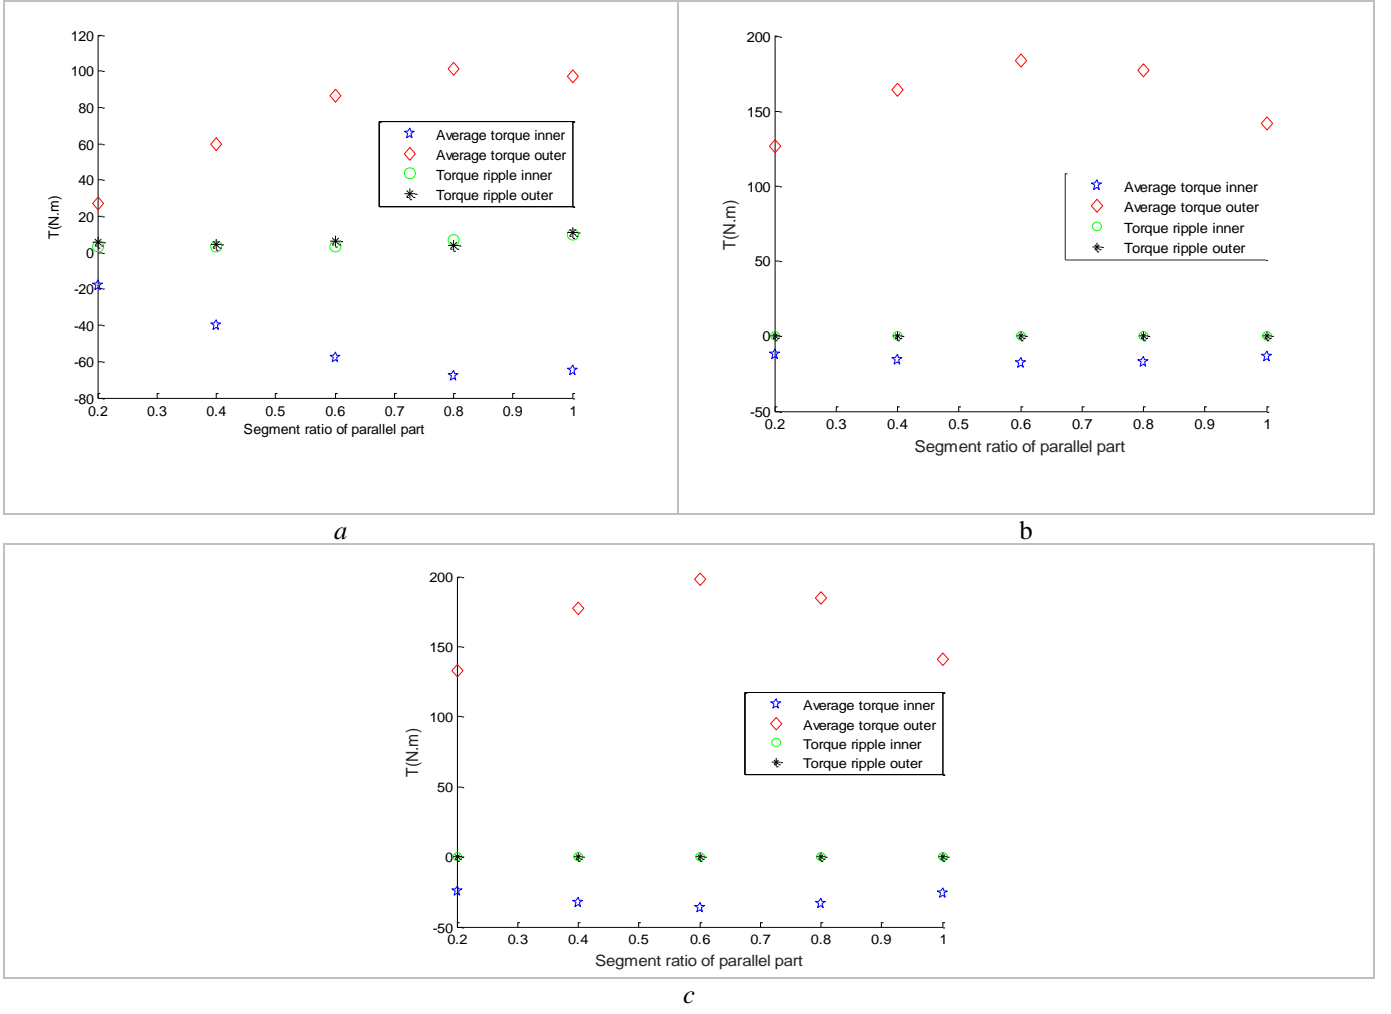 120
100
80
60
40
20
0
-20
-40
-60
-80
T(N.m)
0.2 0.3 0.4 0.5 0.6 0.7 0.8 0.9 1
Segment ratio of parallel part
Average torque inner
Average torque outer
Torque ripple inner
Torque ripple outer
a
200
150
100
50
0
-50
T(N.m)
0.2 0.3 0.4 0.5 0.6 0.7 0.8 0.9 1
Segment ratio of parallel part
Average torque inner
Average torque outer
Torque ripple inner
Torque ripple outer
b
200
150
100
50
0
-50
T(N.m)
0.2 0.3 0.4 0.5 0.6 0.7 0.8 0.9 1
Segment ratio of parallel part
Average torque inner
Average torque outer
Torque ripple inner
Torque ripple outer
c